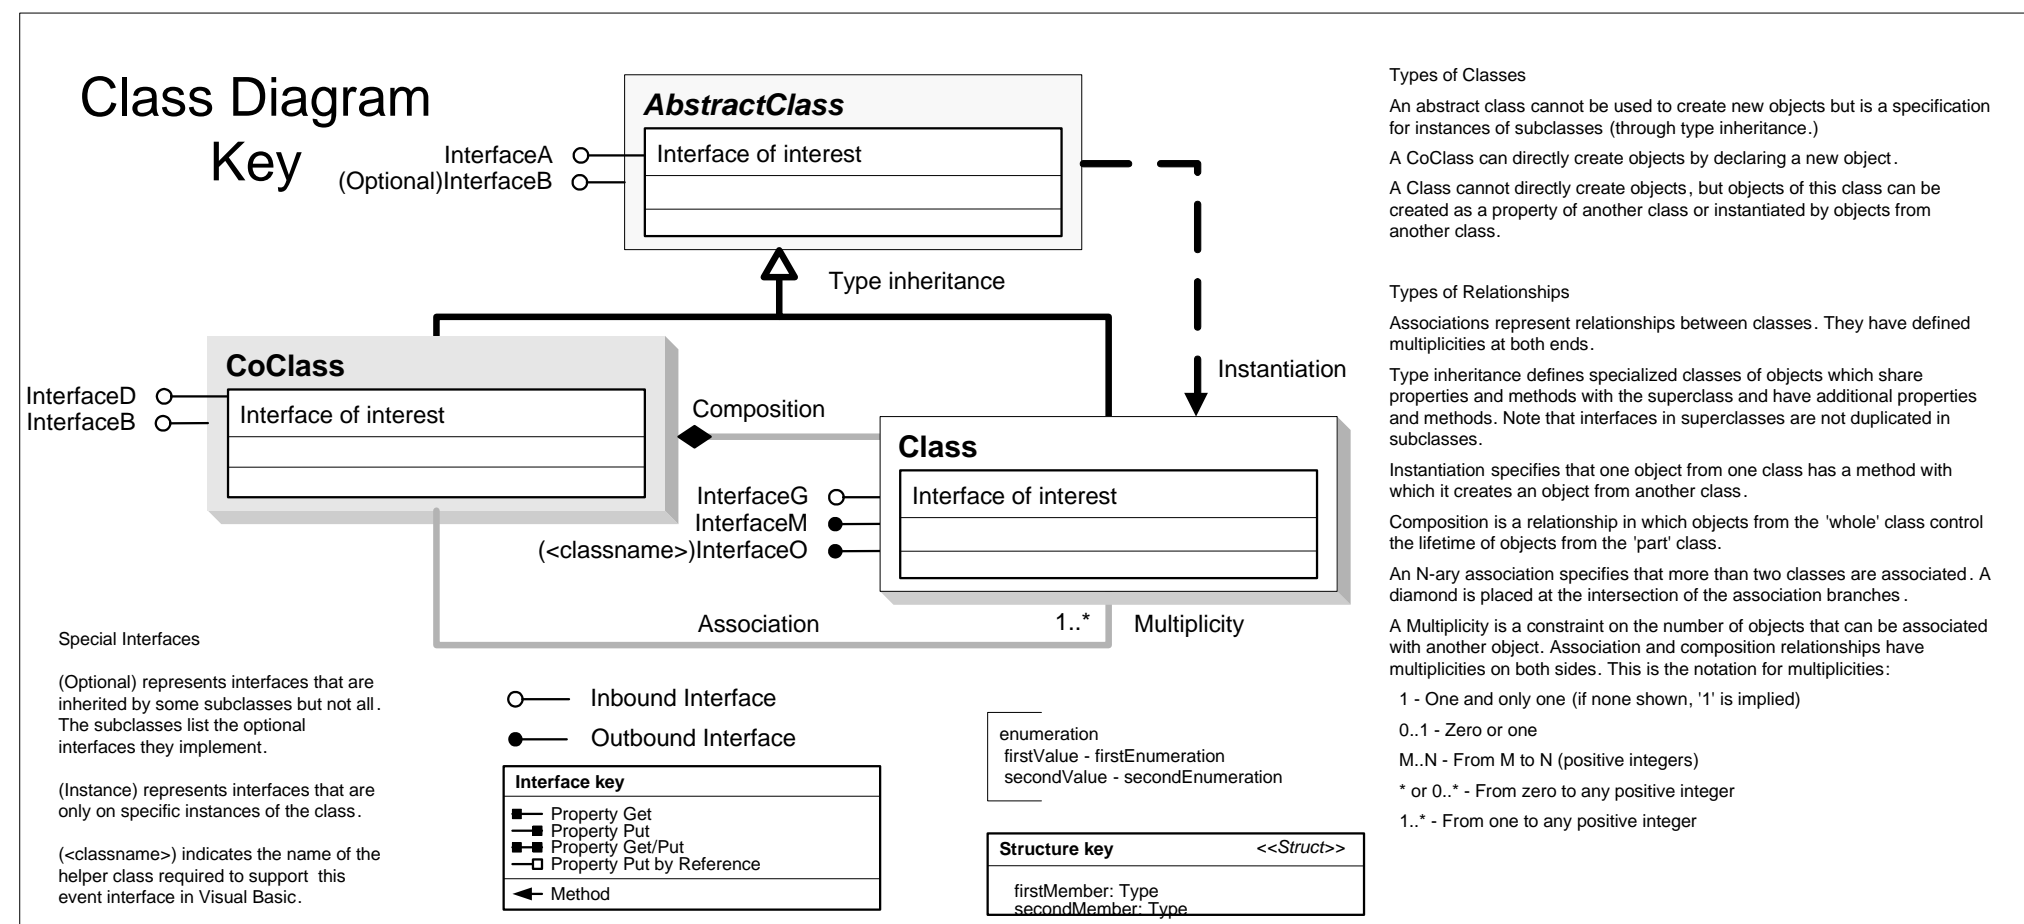 Class Diagram
Key
AbstractClass
Interface of interest
InterfaceA
(Optional)InterfaceB
Type inheritance
CoClass
Interface of interest
InterfaceD
InterfaceB
Composition
Instantiation
Class
Interface of interest
InterfaceG
InterfaceM
(<classname>)InterfaceO
Association
1..*
Multiplicity
Special Interfaces
(Optional) represents interfaces that are
inherited by some subclasses but not all.
The subclasses list the optional
interfaces they implement.
(Instance) represents interfaces that are
only on specific instances of the class.
(<classname>) indicates the name of the
helper class required to support this
event interface in Visual Basic.
Inbound Interface
Outbound Interface
Interface key
Property Get
Property Put
Property Get/Put
Property Put by Reference
Method
enumeration
firstValue - firstEnumeration
secondValue - secondEnumeration
Structure key <<Struct>>
firstMember: Type
secondMember: Type
Types of Classes
An abstract class cannot be used to create new objects but is a specification
for instances of subclasses (through type inheritance.)
A CoClass can directly create objects by declaring a new object.
A Class cannot directly create objects, but objects of this class can be
created as a property of another class or instantiated by objects from
another class.
Types of Relationships
Associations represent relationships between classes. They have defined
multiplicities at both ends.
Type inheritance defines specialized classes of objects which share
properties and methods with the superclass and have additional properties
and methods. Note that interfaces in superclasses are not duplicated in
subclasses.
Instantiation specifies that one object from one class has a method with
which it creates an object from another class.
Composition is a relationship in which objects from the 'whole' class control
the lifetime of objects from the 'part' class.
An N-ary association specifies that more than two classes are associated. A
diamond is placed at the intersection of the association branches.
A Multiplicity is a constraint on the number of objects that can be associated
with another object. Association and composition relationships have
multiplicities on both sides. This is the notation for multiplicities:
1 - One and only one (if none shown, '1' is implied)
0..1 - Zero or one
M..N - From M to N (positive integers)
* or 0..* - From zero to any positive integer
1..* - From one to any positive integer